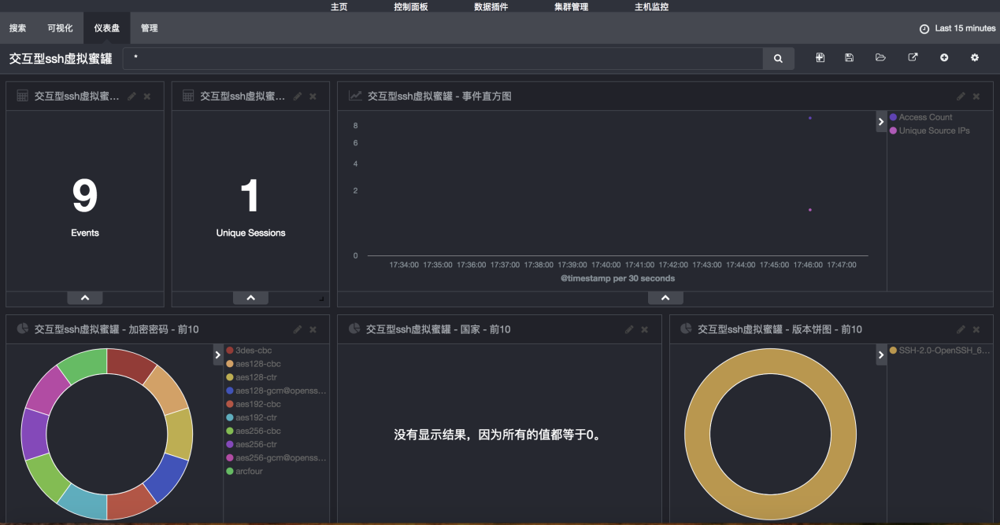 主页 控制面板 数据插件 集群管理 主机监控
搜索 可视化 仪表盘 管理 Last 15 minutes
交互型ssh虚拟蜜罐 *
交互型ssh虚拟蜜… 交互型ssh虚拟蜜… 交互型ssh虚拟蜜罐 - 事件直方图
9
Events
1
Unique Sessions
8
6
4
2
0
17:34:00 17:35:00 17:36:00 17:37:00 17:38:00 17:39:00 17:40:00 17:41:00 17:42:00 17:43:00 17:44:00 17:45:00 17:46:00 17:47:00
@timestamp per 30 seconds
Access Count
Unique Source IPs
交互型ssh虚拟蜜罐 - 加密密码 - 前10
3des-cbc
aes128-cbc
aes128-ctr
aes128-gcm@openss…
aes192-cbc
aes192-ctr
aes256-cbc
aes256-ctr
aes256-gcm@openss…
arcfour
交互型ssh虚拟蜜罐 - 国家 - 前10
没有显示结果，因为所有的值都等于0。
交互型ssh虚拟蜜罐 - 版本饼图 - 前10
SSH-2.0-OpenSSH_6…